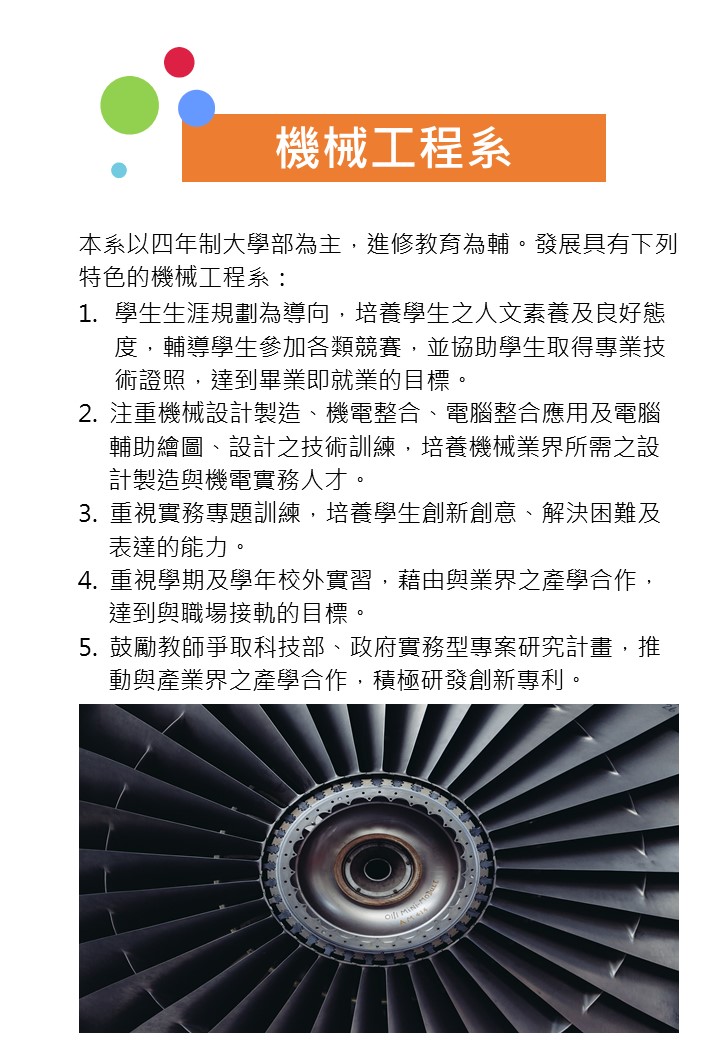 機械工程系
本系以四年制大學部為主，進修教育為輔。發展具有下列
特色的機械工程系：
1. 學生生涯規劃為導向，培養學生之人文素養及良好態
度，輔導學生參加各類競賽，並協助學生取得專業技
術證照，達到畢業即就業的目標。
2. 注重機械設計製造、機電整合、電腦整合應用及電腦
輔助繪圖、設計之技術訓練，培養機械業界所需之設
計製造與機電實務人才。
3. 重視實務專題訓練，培養學生創新創意、解決困難及
表達的能力。
4. 重視學期及學年校外實習，藉由與業界之產學合作，
達到與職場接軌的目標。
5. 鼓勵教師爭取科技部、政府實務型專案研究計畫，推
動與產業界之產學合作，積極研發創新專利。
MINI-MODULE